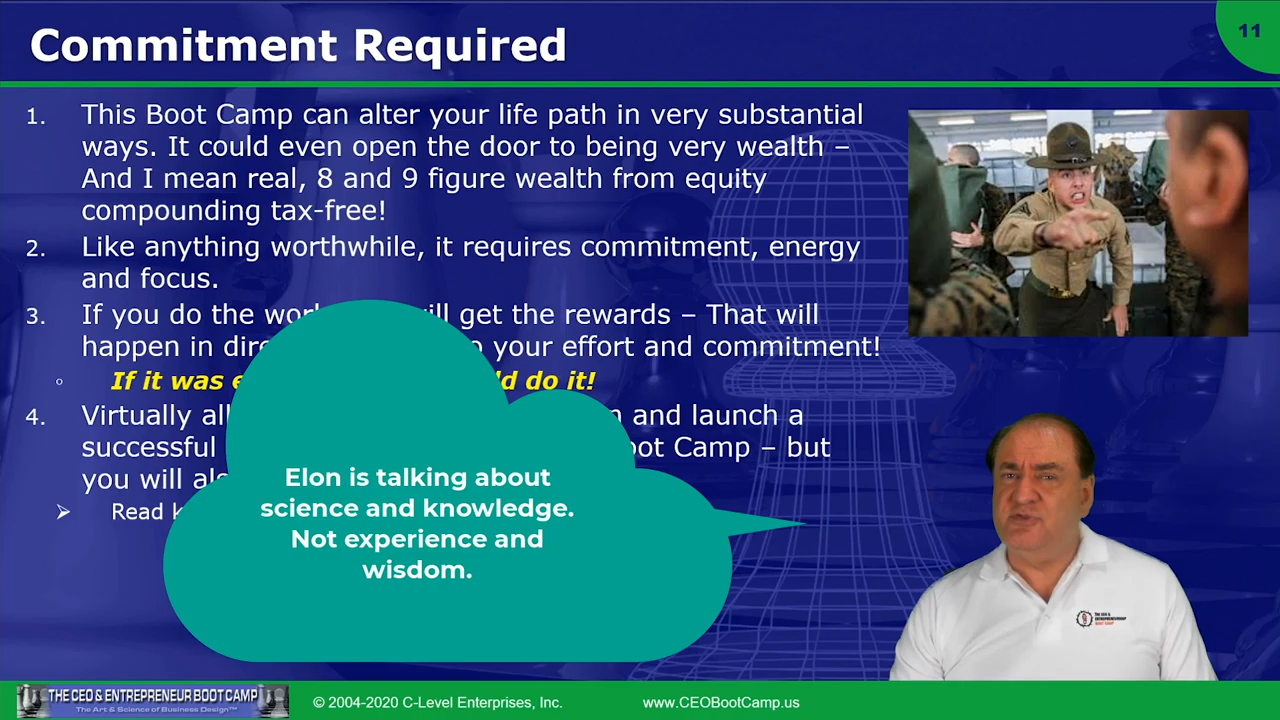 Commitment Required
11
1. This Boot Camp can alter your life path in very substantial
ways. It could even open the door to being very wealth –
And I mean real, 8 and 9 figure wealth from equity
compounding tax-free!
2. Like anything worthwhile, it requires commitment, energy
and focus.
3. If you do the get the rewards – That will
happen in your effort and commitment!
If it was do it!
4. Virtually and launch a
successful Camp – but
you will
Read
Elon is talking about
science and knowledge.
Not experience and
wisdom.
THE CEO & ENTREPRENEUR BOOT CAMP
The Art & Science of Business Design™
© 2004-2020 C-Level Enterprises, Inc.
www.CEOBootCamp.us